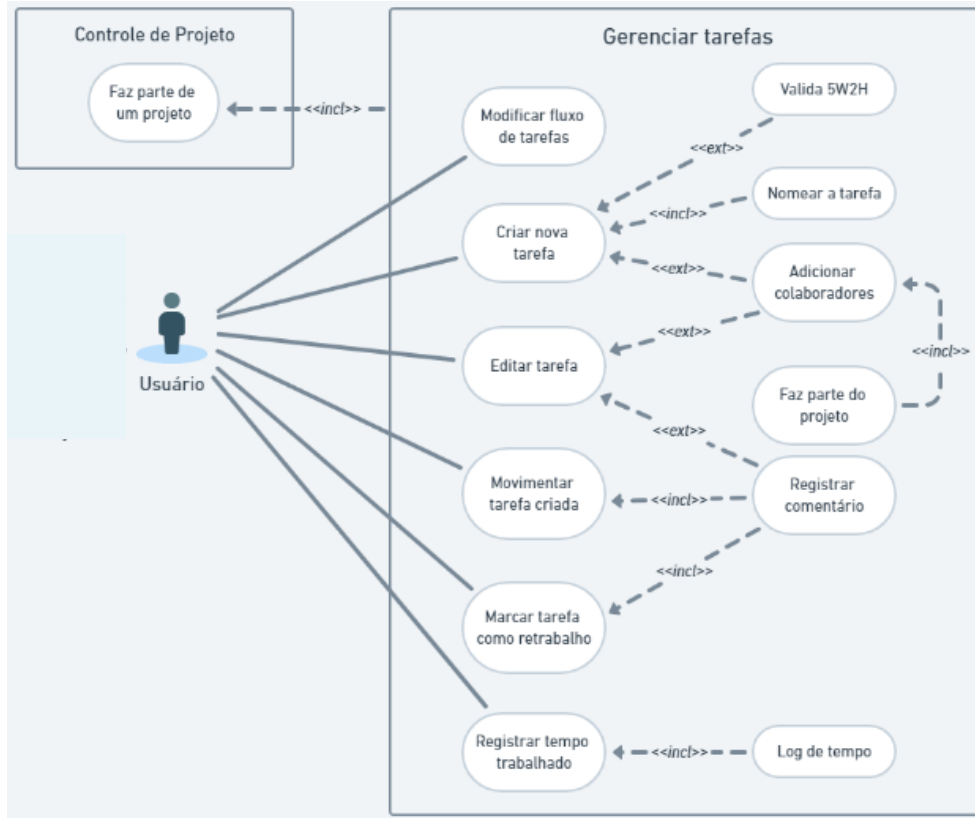 Controle de Projeto
Faz parte de
um projeto
<<incl>>
Gerenciar tarefas
Modificar fluxo
de tarefas
Valida 5W2H
<<ext>>
Nomear a tarefa
<<incl>>
Criar nova
tarefa
<<ext>>
Adicionar
colaboradores
<<ext>>
<<incl>>
Usuário
Editar tarefa
Faz parte do
projeto
<<ext>>
Movimentar
tarefa criada
<<incl>>
Registrar
comentário
<<incl>>
Marcar tarefa
como retrabalho
Registrar tempo
trabalhado
<<incl>>
Log de tempo